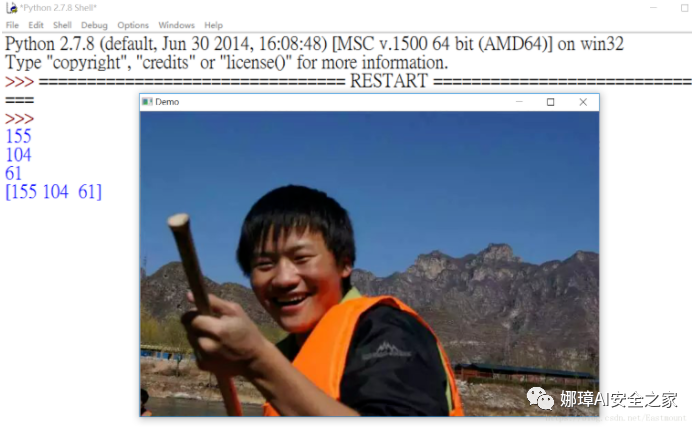 *Python 2.7.8 Shell*
File Edit Shell Debug Options Windows Help
Python 2.7.8 (default, Jun 30 2014, 16:08:48) [MSC v.1500 64 bit (AMD64)] on win32
Type "copyright", "credits" or "license()" for more information.
>>> ================================ RESTART ===========================
===
>>>
155
104
61
[155 104  61]
Demo
娜璋AI安全之家